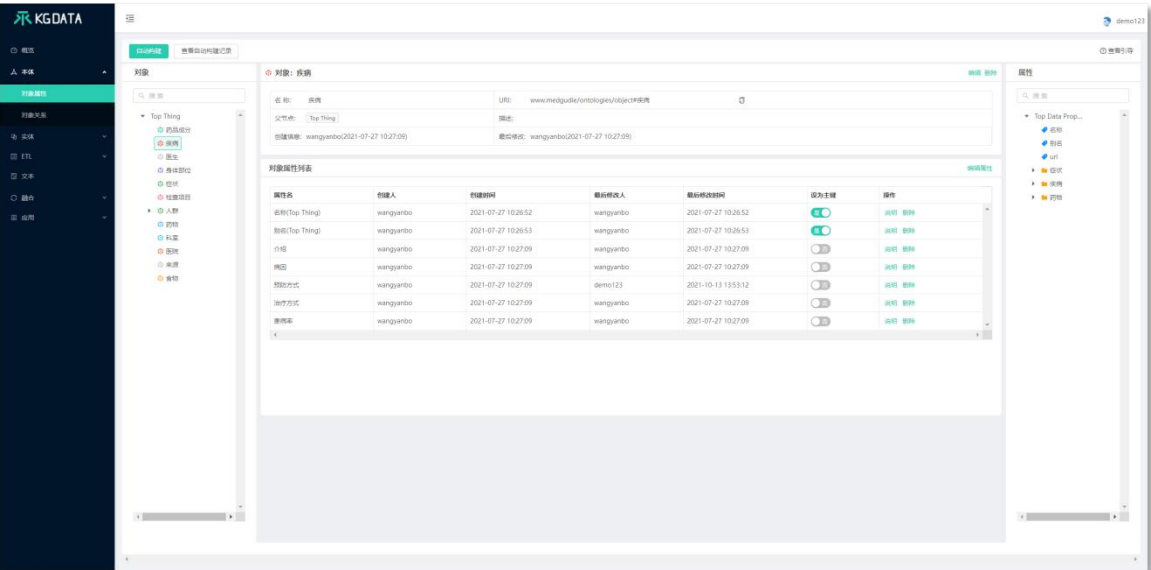 KGDATA
demo123
概览
自动构建 查看自动构建记录 查看引导
本体
对象属性
对象关系
实体
ETL
文本
融合
应用
对象
搜索
Top Thing
药品成分
疾病
医生
身体部位
症状
检查项目
人群
药物
科室
医院
来源
食物
对象：疾病 编辑 删除
名称: 疾病 URI: www.medgudie/ontologies/object#疾病
父节点: Top Thing 描述:
创建信息: wangyanbo(2021-07-27 10:27:09) 最后修改: wangyanbo(2021-07-27 10:27:09)
对象属性列表 编辑属性
属性名 创建人 创建时间 最后修改人 最后修改时间 设为主键 操作
名称(Top Thing) wangyanbo 2021-07-27 10:26:52 wangyanbo 2021-07-27 10:26:52 是 说明 删除
别名(Top Thing) wangyanbo 2021-07-27 10:26:53 wangyanbo 2021-07-27 10:26:53 是 说明 删除
介绍 wangyanbo 2021-07-27 10:27:09 wangyanbo 2021-07-27 10:27:09 否 说明 删除
病因 wangyanbo 2021-07-27 10:27:09 wangyanbo 2021-07-27 10:27:09 否 说明 删除
预防方式 wangyanbo 2021-07-27 10:27:09 demo123 2021-10-13 13:53:12 否 说明 删除
治疗方式 wangyanbo 2021-07-27 10:27:09 wangyanbo 2021-07-27 10:27:09 否 说明 删除
患病率 wangyanbo 2021-07-27 10:27:09 wangyanbo 2021-07-27 10:27:09 否 说明 删除
属性
搜索
Top Data Prop...
名称
别名
url
症状
疾病
药物